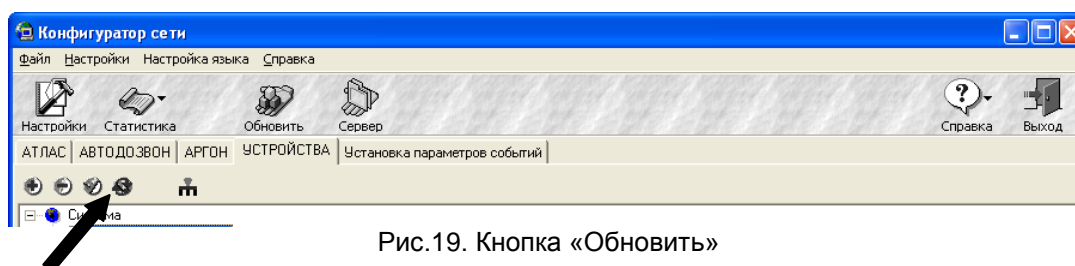 Конфигуратор сети
Файл Настройки Настройка языка Справка
Настройки Статистика Обновить Сервер Справка Выход
АТЛАС АВТОДОЗВОН АРГОН УСТРОЙСТВА Установка параметров событий
Система
Рис.19. Кнопка «Обновить»